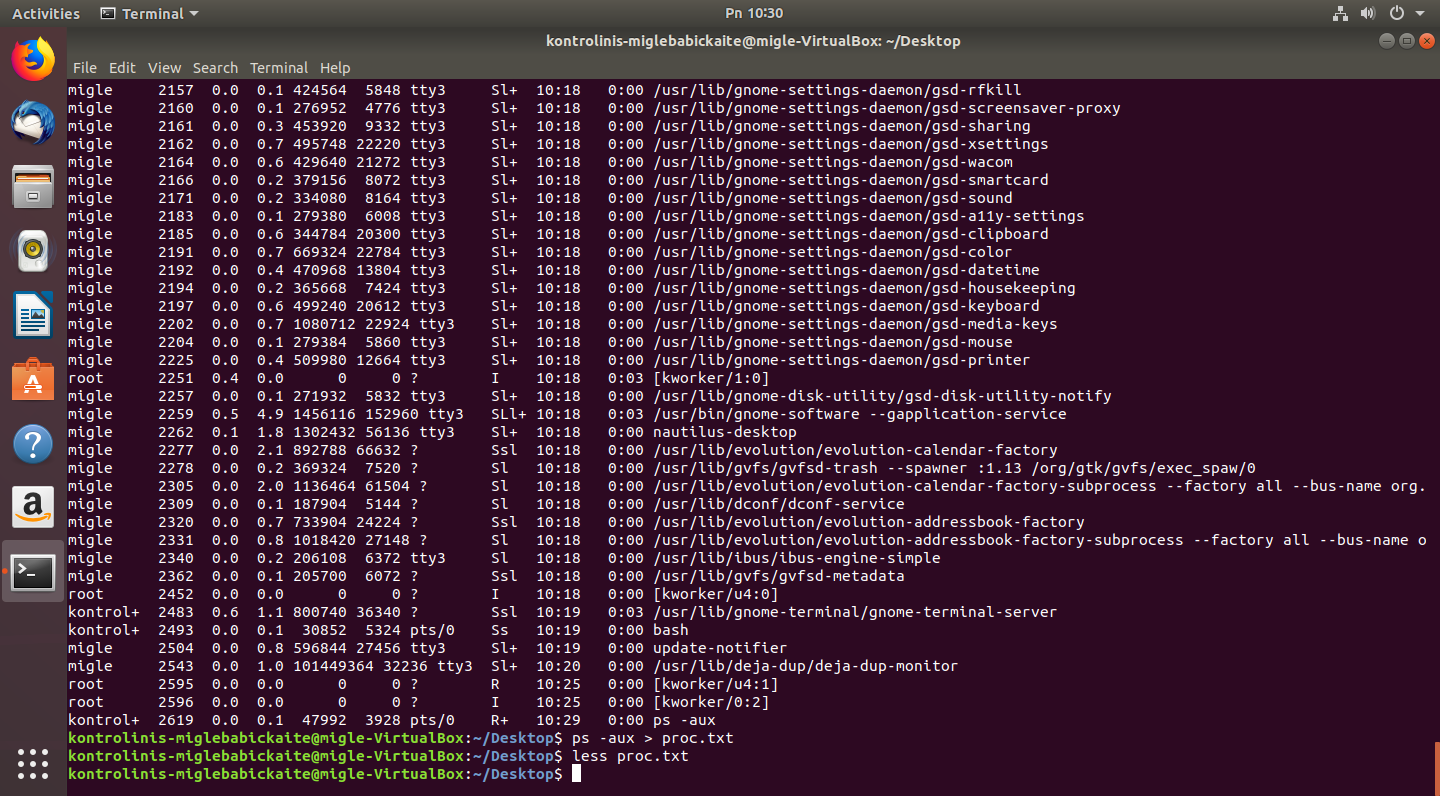 Activities Terminal Pn 10:30
kontrolinis-miglebabickaite@migle-VirtualBox: ~/Desktop
File Edit View Search Terminal Help
migle 2157 0.0 0.1 424564 5848 tty3 Sl+ 10:18 0:00 /usr/lib/gnome-settings-daemon/gsd-rfkill
migle 2160 0.0 0.1 276952 4776 tty3 Sl+ 10:18 0:00 /usr/lib/gnome-settings-daemon/gsd-screensaver-proxy
migle 2161 0.0 0.3 453920 9332 tty3 Sl+ 10:18 0:00 /usr/lib/gnome-settings-daemon/gsd-sharing
migle 2162 0.0 0.7 495748 22220 tty3 Sl+ 10:18 0:00 /usr/lib/gnome-settings-daemon/gsd-xsettings
migle 2164 0.0 0.6 429640 21272 tty3 Sl+ 10:18 0:00 /usr/lib/gnome-settings-daemon/gsd-wacom
migle 2166 0.0 0.2 379156 8072 tty3 Sl+ 10:18 0:00 /usr/lib/gnome-settings-daemon/gsd-smartcard
migle 2171 0.0 0.2 334080 8164 tty3 Sl+ 10:18 0:00 /usr/lib/gnome-settings-daemon/gsd-sound
migle 2183 0.0 0.1 279380 6008 tty3 Sl+ 10:18 0:00 /usr/lib/gnome-settings-daemon/gsd-a11y-settings
migle 2185 0.0 0.6 344784 20300 tty3 Sl+ 10:18 0:00 /usr/lib/gnome-settings-daemon/gsd-clipboard
migle 2191 0.0 0.7 669324 22784 tty3 Sl+ 10:18 0:00 /usr/lib/gnome-settings-daemon/gsd-color
migle 2192 0.0 0.4 470968 13804 tty3 Sl+ 10:18 0:00 /usr/lib/gnome-settings-daemon/gsd-datetime
migle 2194 0.0 0.2 365668 7424 tty3 Sl+ 10:18 0:00 /usr/lib/gnome-settings-daemon/gsd-housekeeping
migle 2197 0.0 0.6 499240 20612 tty3 Sl+ 10:18 0:00 /usr/lib/gnome-settings-daemon/gsd-keyboard
migle 2202 0.0 0.7 1080712 22924 tty3 Sl+ 10:18 0:00 /usr/lib/gnome-settings-daemon/gsd-media-keys
migle 2204 0.0 0.1 279384 5860 tty3 Sl+ 10:18 0:00 /usr/lib/gnome-settings-daemon/gsd-mouse
migle 2225 0.0 0.4 509980 12664 tty3 Sl+ 10:18 0:00 /usr/lib/gnome-settings-daemon/gsd-printer
root 2251 0.4 0.0 0 0 ? I 10:18 0:03 [kworker/1:0]
migle 2257 0.0 0.1 271932 5832 tty3 Sl+ 10:18 0:00 /usr/lib/gnome-disk-utility/gsd-disk-utility-notify
migle 2259 0.5 4.9 1456116 152960 tty3 SLl+ 10:18 0:03 /usr/bin/gnome-software --gapplication-service
migle 2262 0.1 1.8 1302432 56136 tty3 Sl+ 10:18 0:00 nautilus-desktop
migle 2277 0.0 2.1 892788 66632 ? Ssl 10:18 0:00 /usr/lib/evolution/evolution-calendar-factory
migle 2278 0.0 0.2 369324 7520 ? Sl 10:18 0:00 /usr/lib/gvfs/gvfsd-trash --spawner :1.13 /org/gtk/gvfs/exec_spaw/0
migle 2305 0.0 2.0 1136464 61504 ? Sl 10:18 0:00 /usr/lib/evolution/evolution-calendar-factory-subprocess --factory all --bus-name org.
migle 2309 0.0 0.1 187904 5144 ? Sl 10:18 0:00 /usr/lib/dconf/dconf-service
migle 2320 0.0 0.7 733904 24224 ? Ssl 10:18 0:00 /usr/lib/evolution/evolution-addressbook-factory
migle 2331 0.0 0.8 1018420 27148 ? Sl 10:18 0:00 /usr/lib/evolution/evolution-addressbook-factory-subprocess --factory all --bus-name o
migle 2340 0.0 0.2 206108 6372 tty3 Sl 10:18 0:00 /usr/lib/ibus/ibus-engine-simple
migle 2362 0.0 0.1 205700 6072 ? Ssl 10:18 0:00 /usr/lib/gvfs/gvfsd-metadata
root 2452 0.0 0.0 0 0 ? I 10:18 0:00 [kworker/u4:0]
kontrol+ 2483 0.6 1.1 800740 36340 ? Ssl 10:19 0:03 /usr/lib/gnome-terminal/gnome-terminal-server
kontrol+ 2493 0.0 0.1 30852 5324 pts/0 Ss 10:19 0:00 bash
migle 2504 0.0 0.8 596844 27456 tty3 Sl+ 10:19 0:00 update-notifier
migle 2543 0.0 1.0 101449364 32236 tty3 Sl+ 10:20 0:00 /usr/lib/deja-dup/deja-dup-monitor
root 2595 0.0 0.0 0 0 ? R 10:25 0:00 [kworker/u4:1]
root 2596 0.0 0.0 0 0 ? I 10:25 0:00 [kworker/0:2]
kontrol+ 2619 0.0 0.1 47992 3928 pts/0 R+ 10:29 0:00 ps -aux
kontrolinis-miglebabickaite@migle-VirtualBox:~/Desktop$ ps -aux > proc.txt
kontrolinis-miglebabickaite@migle-VirtualBox:~/Desktop$ less proc.txt
kontrolinis-miglebabickaite@migle-VirtualBox:~/Desktop$